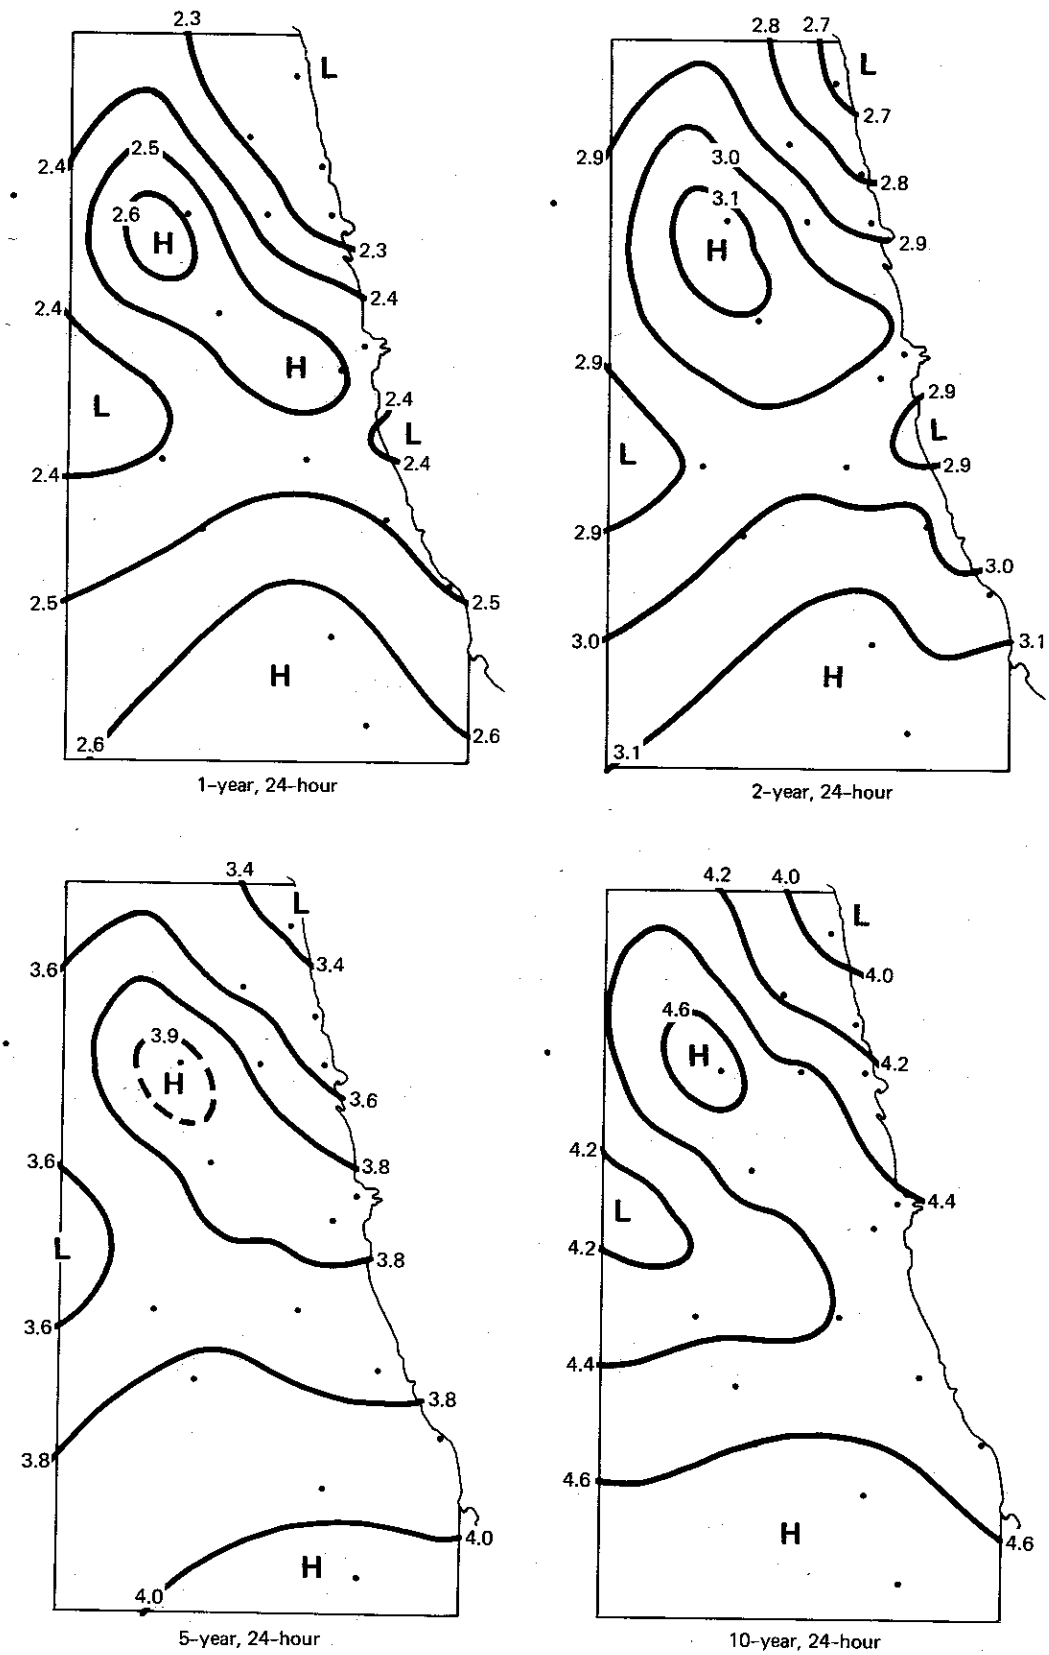 2.3
L
2.4
2.5
2.6
H
2.3
2.4
2.4
H
L
2.4
L
2.4
2.4
2.5
2.5
H
2.6
2.6
1-year, 24-hour
2.8 2.7
L
2.7
2.9
3.0
2.8
3.1
H
2.9
2.9
2.9
L
L
2.9
2.9
3.0
3.0
3.1
H
3.1
2-year, 24-hour
3.4
L
3.6
3.4
3.9
H
3.6
3.6
3.8
L
3.8
3.6
3.8
3.8
4.0
H
4.0
5-year, 24-hour
4.2 4.0
L
4.0
4.6
H
4.2
4.2
4.4
L
4.2
4.4
4.6
H
4.6
10-year, 24-hour